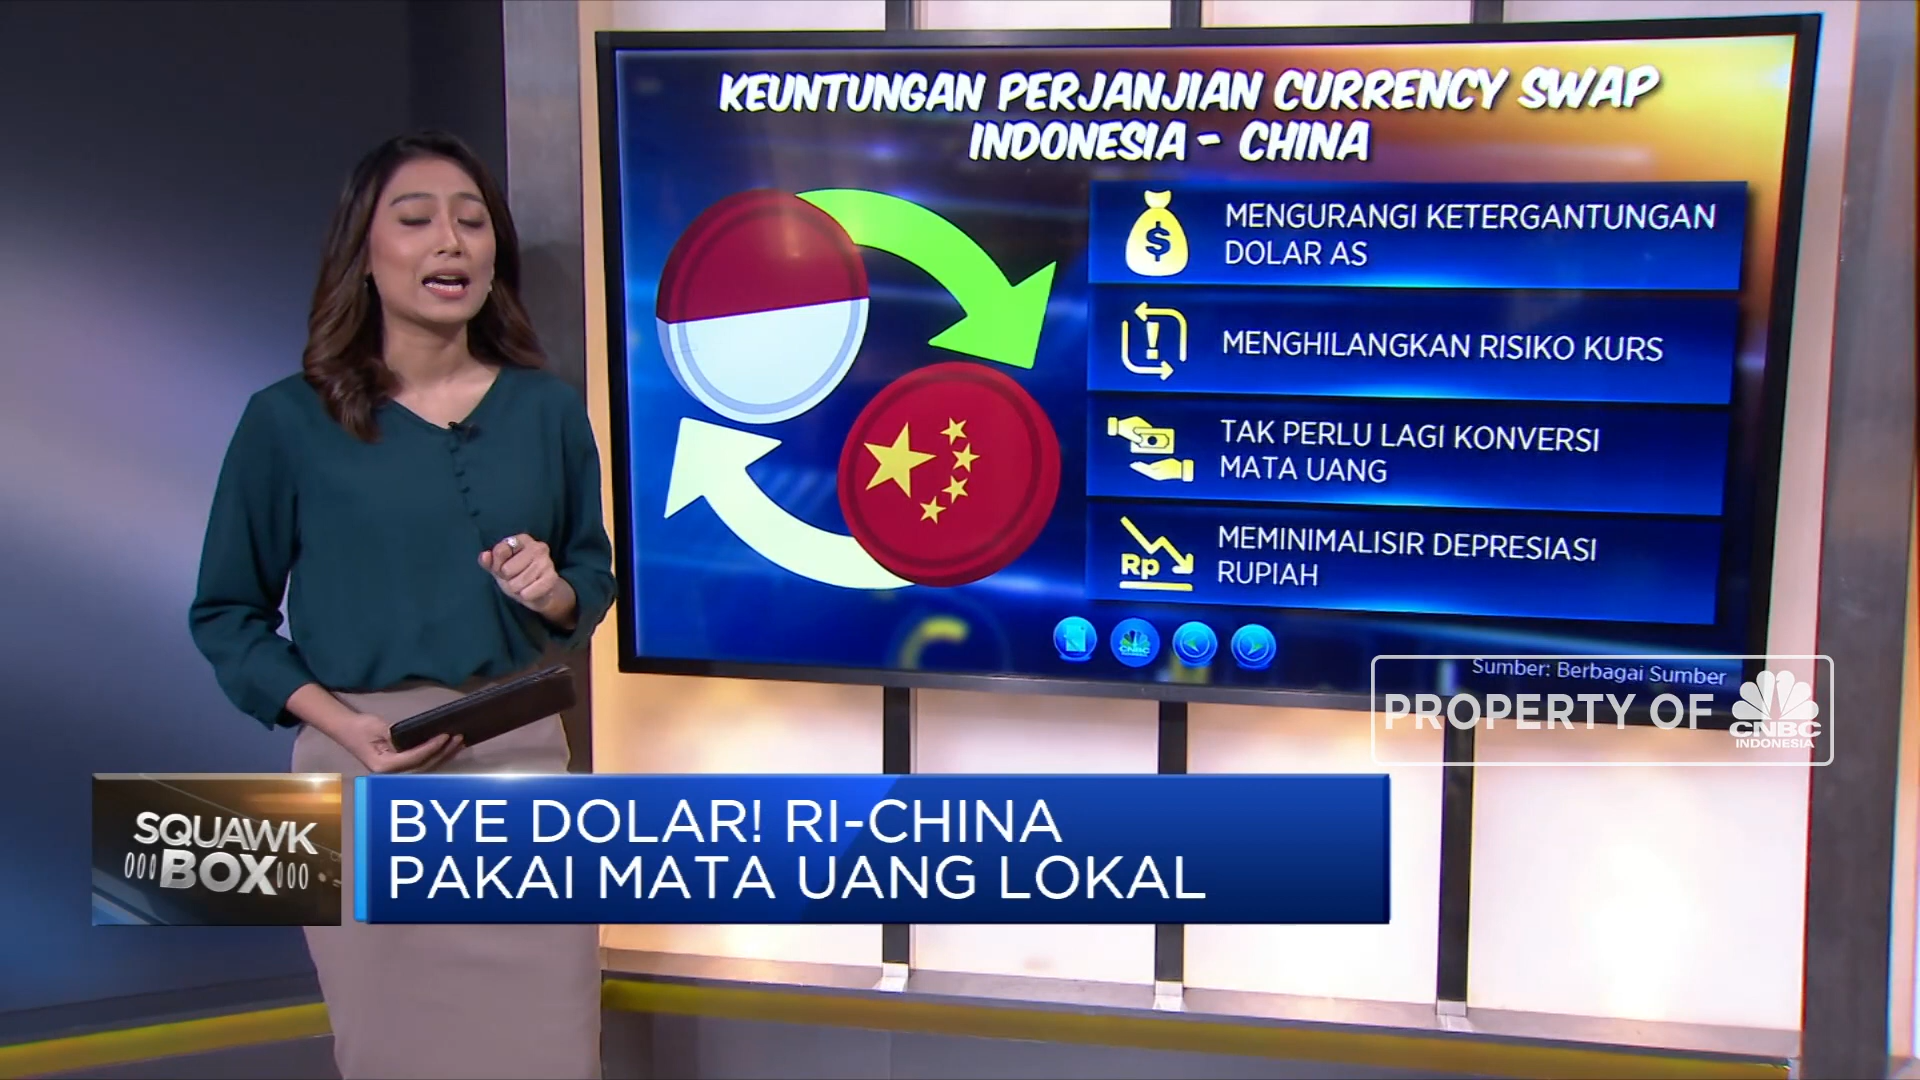 KEUNTUNGAN PERJANJIAN CURRENCY SWAP
INDONESIA - CHINA
$
MENGURANGI KETERGANTUNGAN
DOLAR AS
!
MENGHILANGKAN RISIKO KURS
TAK PERLU LAGI KONVERSI
MATA UANG
Rp
MEMINIMALISIR DEPRESIASI
RUPIAH
CNBC
Sumber: Berbagai Sumber
PROPERTY OF
CNBC
INDONESIA
SQUAWK
BOX
BYE DOLAR! RI-CHINA
PAKAI MATA UANG LOKAL